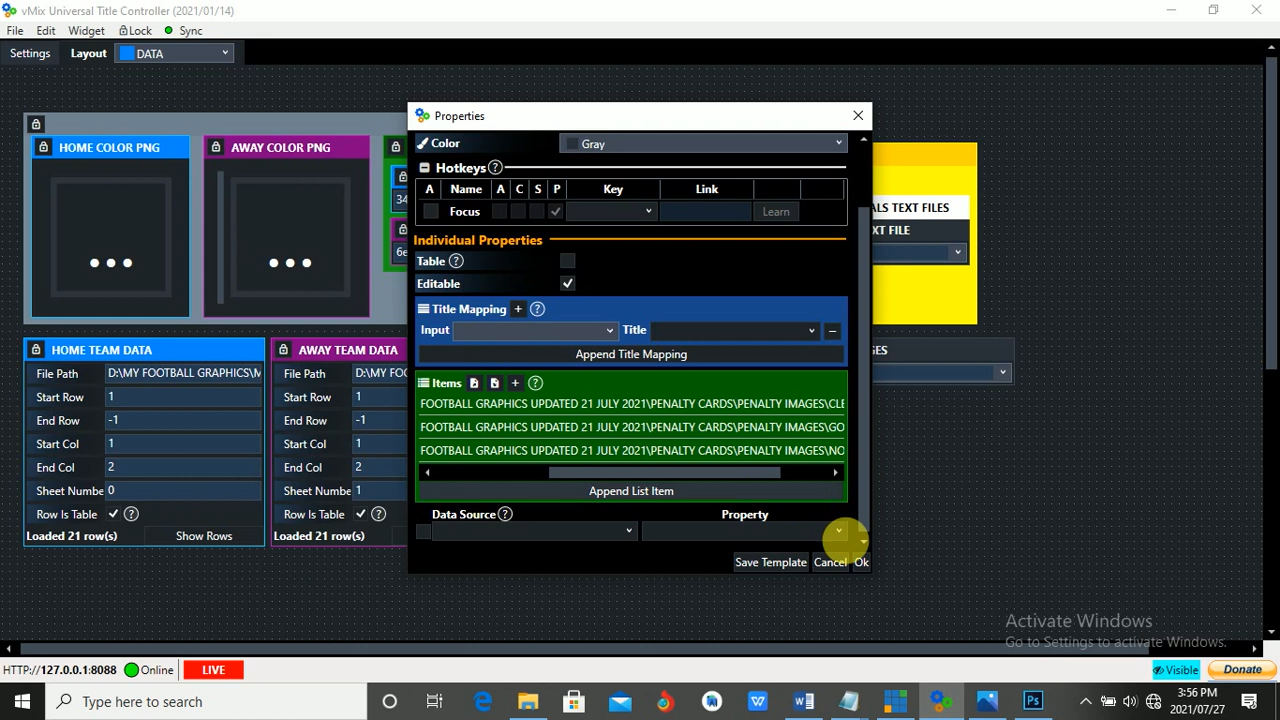 vMix Universal Title Controller (2021/01/14)
File Edit Widget Lock Sync
Settings Layout DATA
HOME COLOR PNG
AWAY COLOR PNG
34
6e
Properties
Color Gray
Hotkeys ?
A Name A C S P Key Link
Focus Learn
Individual Properties
Table ?
Editable
Title Mapping + ?
Input Title
Append Title Mapping
Items + ?
FOOTBALL GRAPHICS UPDATED 21 JULY 2021\PENALTY CARDS\PENALTY IMAGES\CLE
FOOTBALL GRAPHICS UPDATED 21 JULY 2021\PENALTY CARDS\PENALTY IMAGES\GO
FOOTBALL GRAPHICS UPDATED 21 JULY 2021\PENALTY CARDS\PENALTY IMAGES\NO
Append List Item
Data Source ? Property
Save Template Cancel Ok
ALS TEXT FILES
XT FILE
GES
HOME TEAM DATA
File Path D:\MY FOOTBALL GRAPHICS\M
Start Row 1
End Row -1
Start Col 1
End Col 2
Sheet Numbe 0
Row Is Table ?
Loaded 21 row(s) Show Rows
AWAY TEAM DATA
File Path D:\MY FO
Start Row 1
End Row -1
Start Col 1
End Col 2
Sheet Numbe 1
Row Is Table ?
Loaded 21 row(s)
Activate Windows
Go to Settings to activate Windows.
HTTP://127.0.0.1:8088 Online LIVE Visible Donate
Type here to search
3:56 PM
2021/07/27